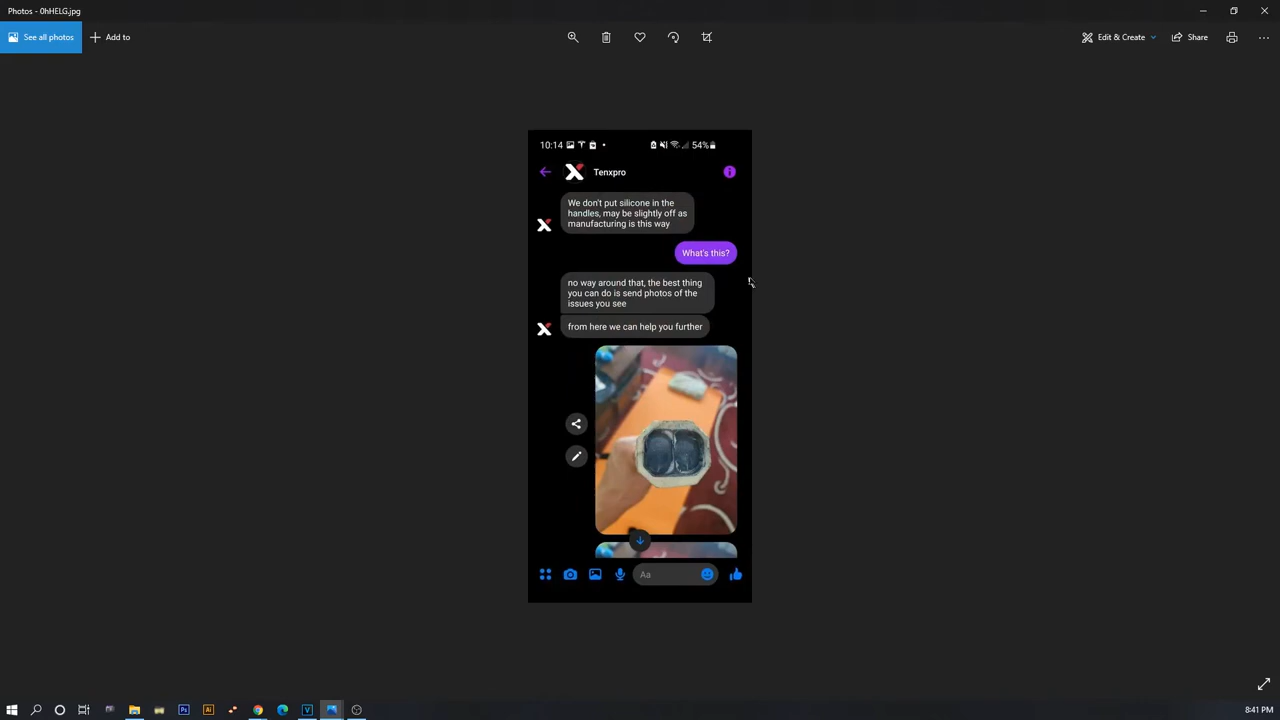 Photos - 0hHELG.jpg
See all photos
Add to
Edit & Create
Share
10:14
54%
Tenxpro
We don't put silicone in the
handles, may be slightly off as
manufacturing is this way
What's this?
no way around that, the best thing
you can do is send photos of the
issues you see
from here we can help you further
Aa
8:41 PM